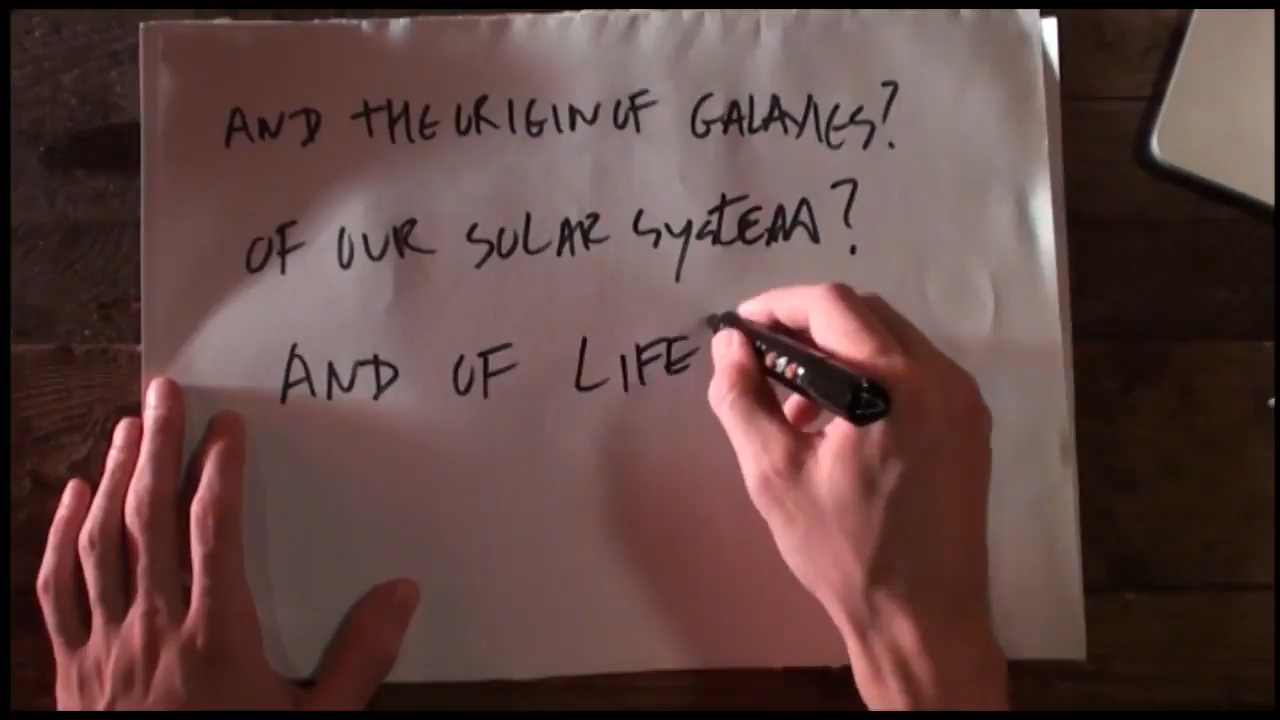 AND THE ORIGIN OF GALAXIES?
OF OUR SOLAR SYSTEM?
AND OF LIFE